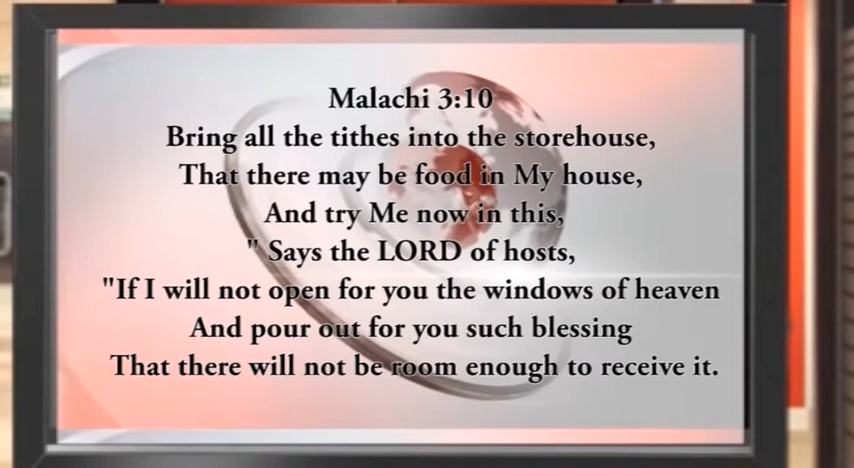 Malachi 3:10
Bring all the tithes into the storehouse,
That there may be food in My house,
And try Me now in this,
" Says the LORD of hosts,
"If I will not open for you the windows of heaven
And pour out for you such blessing
That there will not be room enough to receive it.